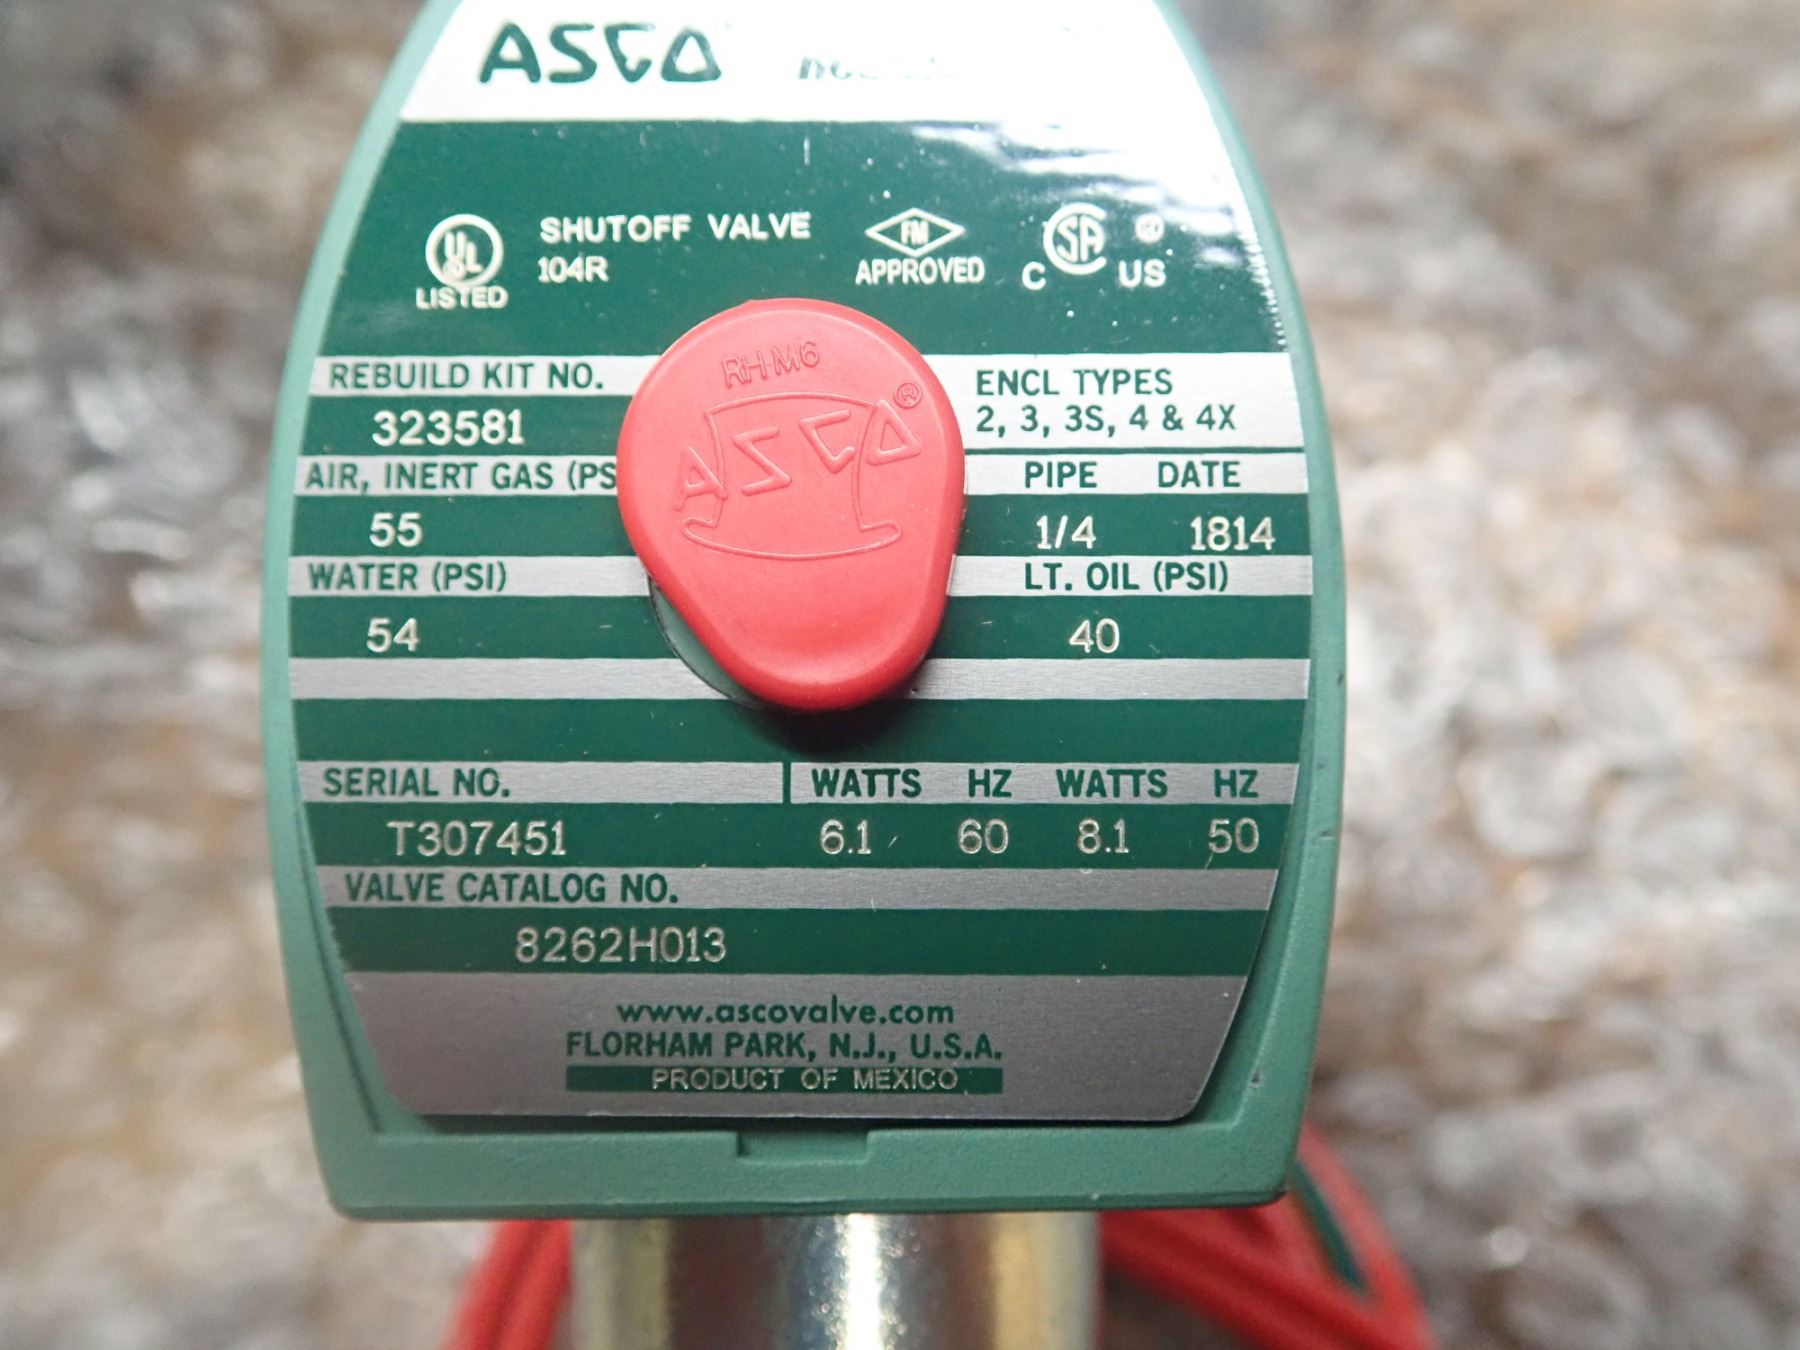 ASCO
UL
LISTED
SHUTOFF VALVE
104R
FM
APPROVED
C SA ® US
RHM6
ASCO®
REBUILD KIT NO.
323581
ENCL TYPES
2, 3, 3S, 4 & 4X
AIR, INERT GAS (PS
55
PIPE DATE
1/4 1814
WATER (PSI)
54
LT. OIL (PSI)
40
SERIAL NO. WATTS HZ WATTS HZ
T307451 6.1 60 8.1 50
VALVE CATALOG NO.
8262H013
www.ascovalve.com
FLORHAM PARK, N.J., U.S.A.
PRODUCT OF MEXICO